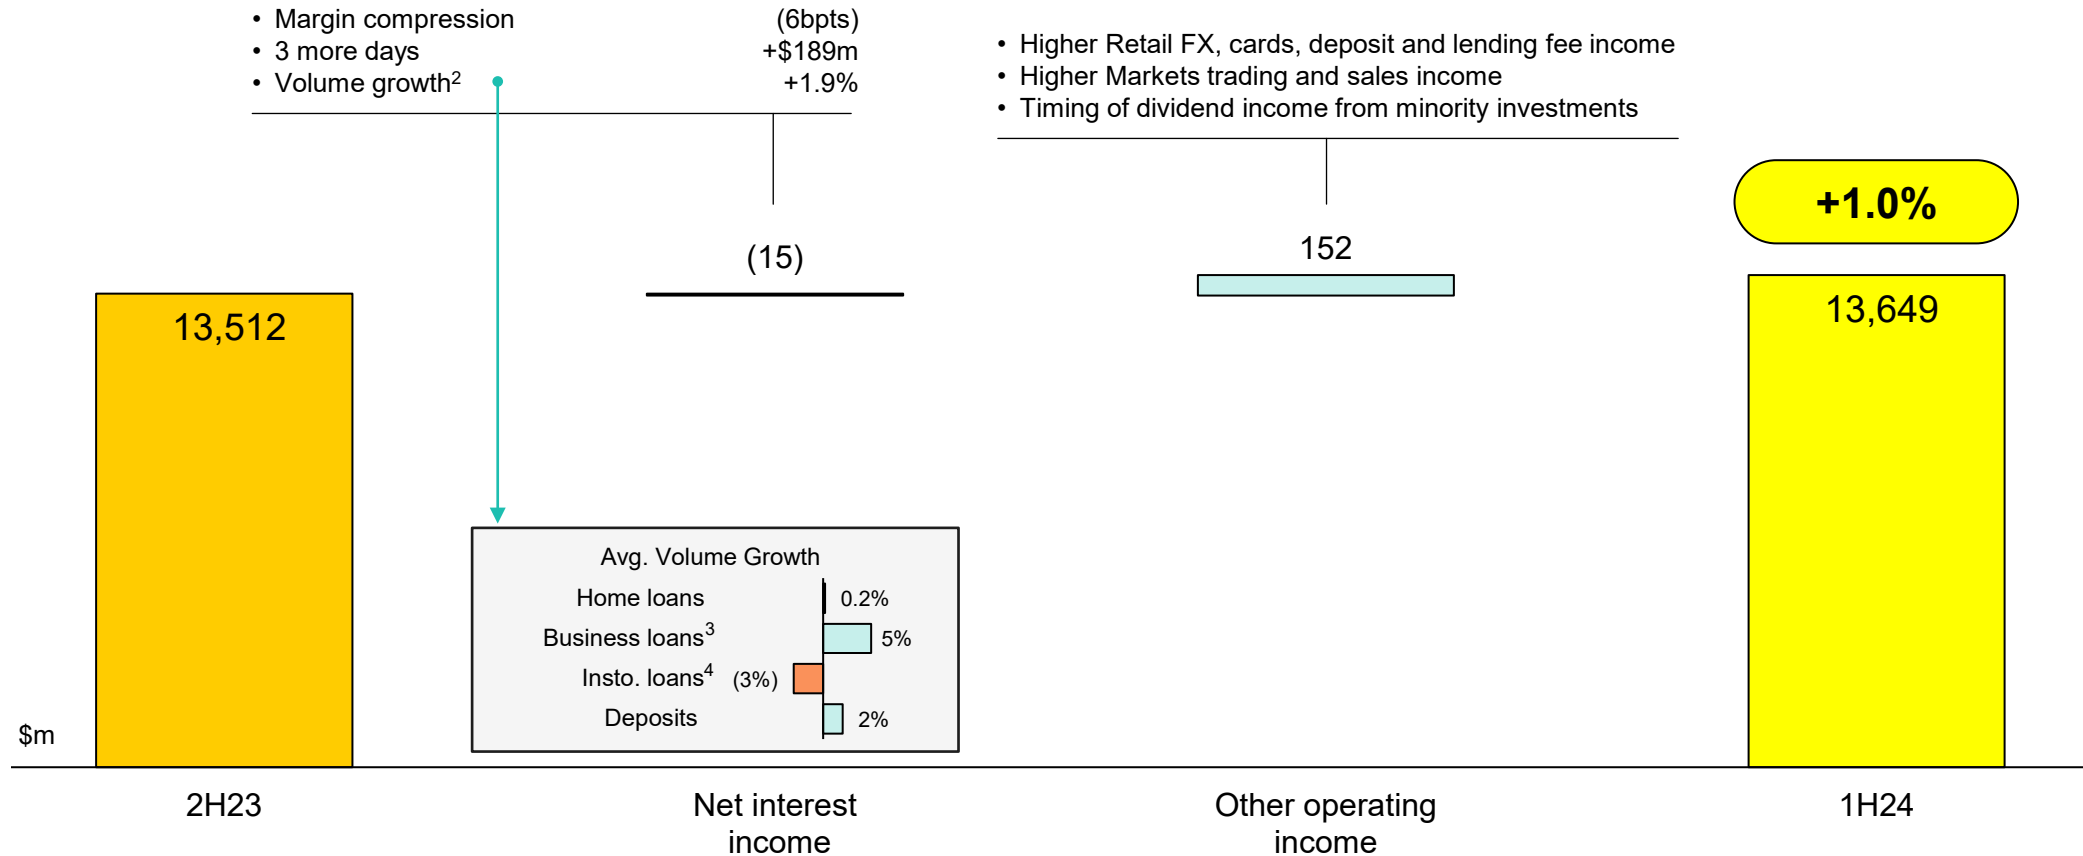 • Margin compression (6bpts)
• 3 more days +$189m
• Volume growth² +1.9%
• Higher Retail FX, cards, deposit and lending fee income
• Higher Markets trading and sales income
• Timing of dividend income from minority investments
+1.0%
(15)
152
13,512
13,649
Avg. Volume Growth
Home loans 0.2%
Business loans³ 5%
Insto. loans⁴ (3%)
Deposits 2%
$m
2H23
Net interest
income
Other operating
income
1H24